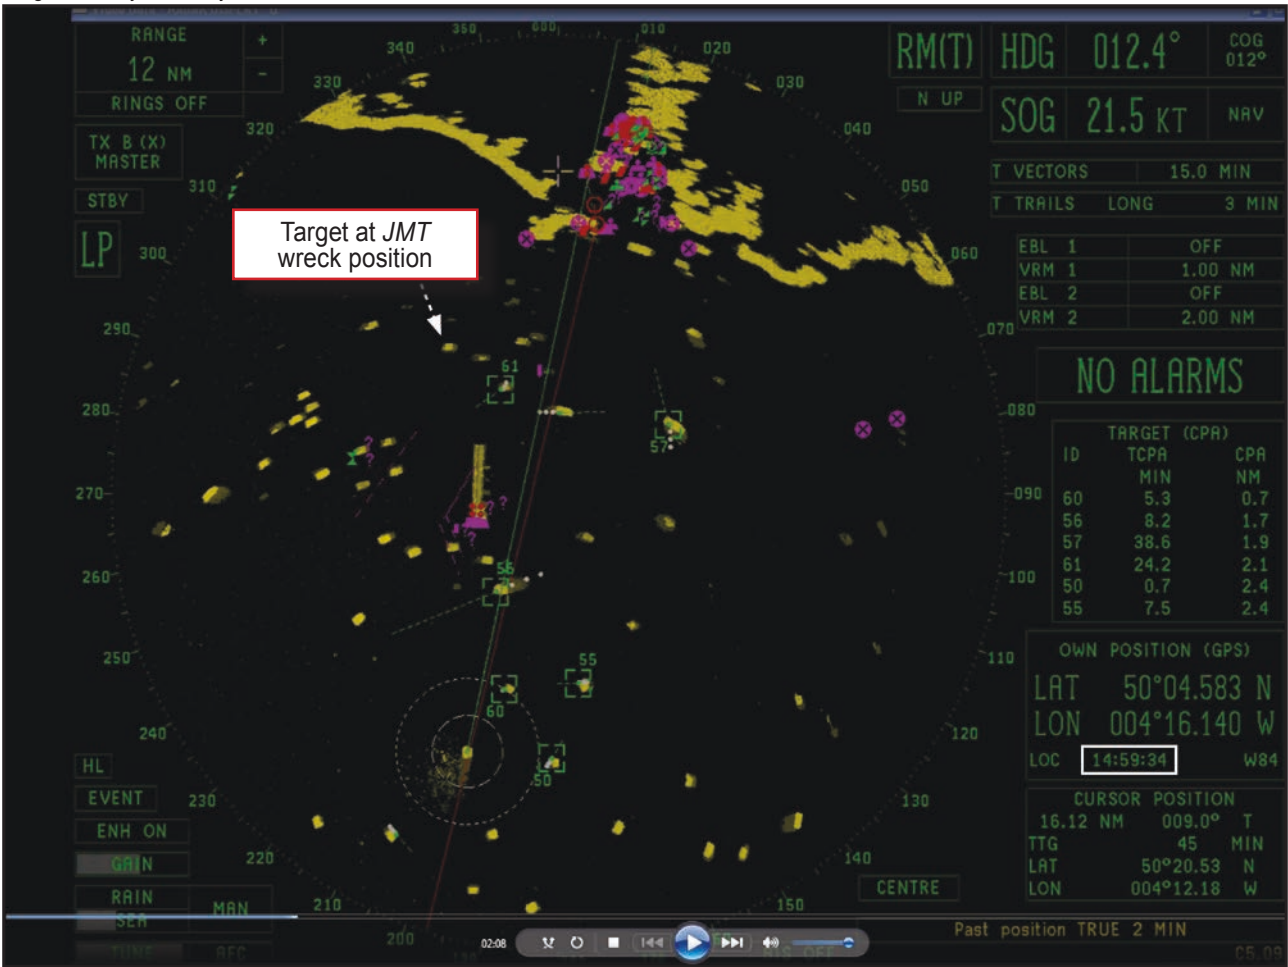 RANGE
+
12 NM
-
RINGS OFF
TX B (X)
MASTER
STBY
LP
350
000
010
340
020
330
030
320
040
310
050
300
060
290
070
280
080
270
090
260
100
250
110
240
120
230
130
220
140
210
150
200
Target at JMT
wreck position
61
57
56
55
60
50
RM(T)
HDG 012.4°
COG
012°
N UP
SOG 21.5 KT
NAV
T VECTORS 15.0 MIN
T TRAILS LONG 3 MIN
EBL 1 OFF
VRM 1 1.00 NM
EBL 2 OFF
VRM 2 2.00 NM
NO ALARMS
TARGET (CPA)
ID TCPA CPA
MIN NM
60 5.3 0.7
56 8.2 1.7
57 38.6 1.9
61 24.2 2.1
50 0.7 2.4
55 7.5 2.4
OWN POSITION (GPS)
LAT 50°04.583 N
LON 004°16.140 W
LOC 14:59:34 W84
CURSOR POSITION
16.12 NM 009.0° T
TTG 45 MIN
LAT 50°20.53 N
LON 004°12.18 W
HL
EVENT
ENH ON
GAIN
RAIN
MAN
SEA
TUNE
AFC
CENTRE
Past position TRUE 2 MIN
02:08